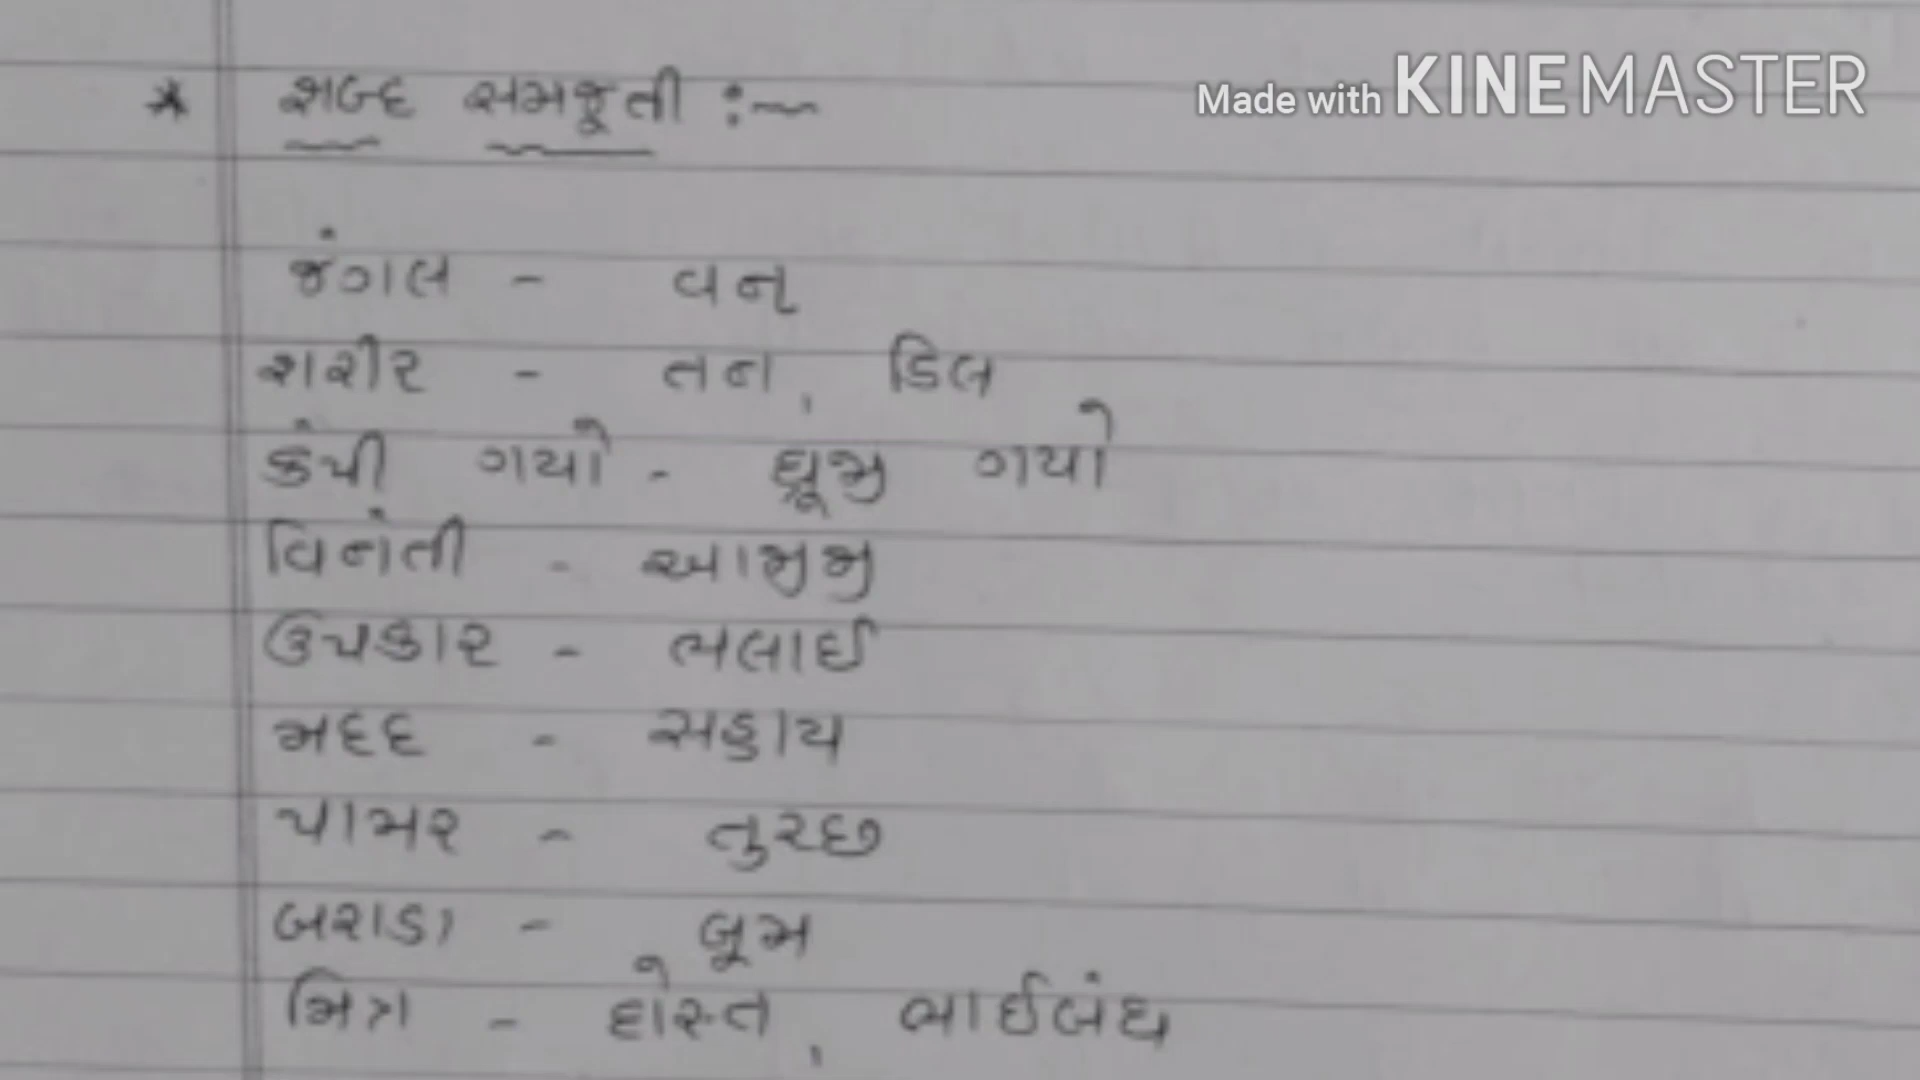 * શબ્દ સમજૂતી :~
Made with KINEMASTER
જંગલ - વન
શરીર - તન, ડિલ
કંપી ગયો - ધ્રૂજી ગયો
વિનંતી - આજીજી
ઉપકાર - ભલાઈ
મદદ - સહાય
પામર - તુચ્છ
બરાડા - બૂમ
મિત્ર - દોસ્ત, ભાઈબંધ